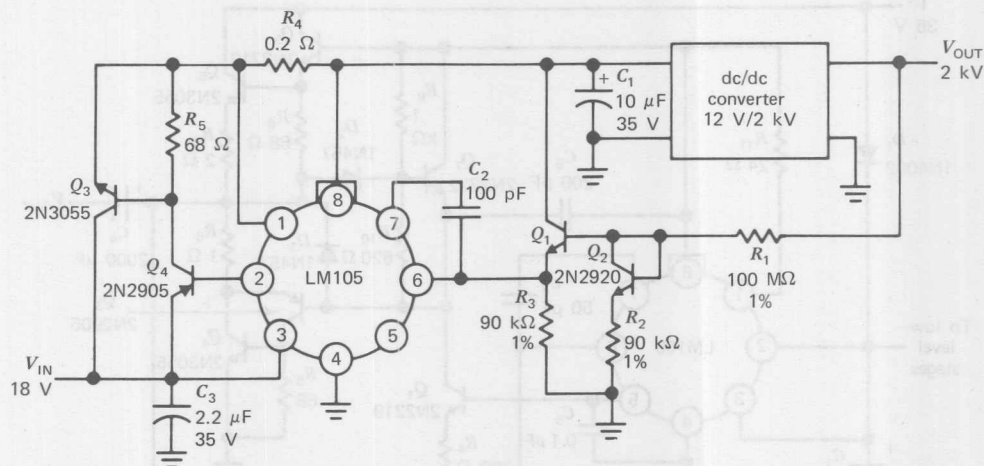 R4
0.2 Ω
VOUT
2 kV
dc/dc
converter
12 V/2 kV
+ C1
10 μF
35 V
R5
68 Ω
C2
100 pF
Q3
2N3055
8
1
7
Q1
Q4
2N2905
2
LM105
6
Q2
2N2920
R1
100 MΩ
1%
3
5
R3
90 kΩ
1%
R2
90 kΩ
1%
4
VIN
18 V
C3
2.2 μF
35 V